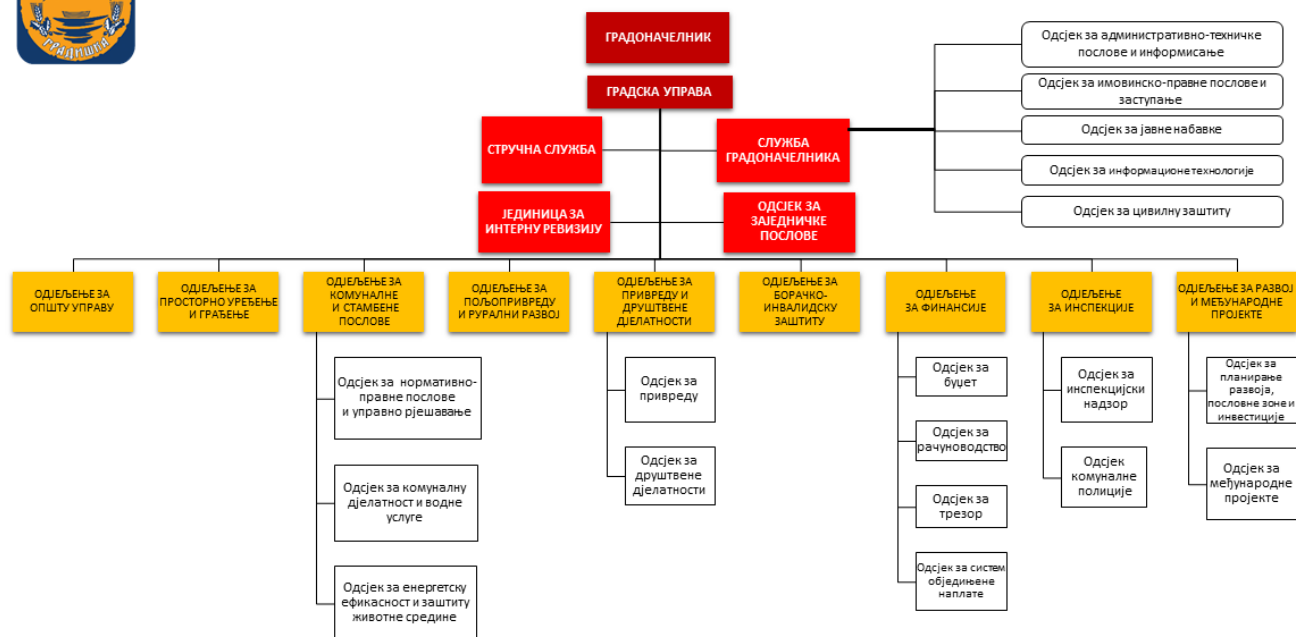 ГРАДИШКА
ГРАДОНАЧЕЛНИК
ГРАДСКА УПРАВА
СТРУЧНА СЛУЖБА
СЛУЖБА
ГРАДОНАЧЕЛНИКА
ЈЕДИНИЦА ЗА
ИНТЕРНУ РЕВИЗИЈУ
ОДСЈЕК ЗА
ЗАЈЕДНИЧКЕ
ПОСЛОВЕ
Одсјек за административно-техничке
послове и информисање
Одсјек за имовинско-правне послове и
заступање
Одсјек за јавне набавке
Одсјек за информационе технологије
Одсјек за цивилну заштиту
ОДЈЕЉЕЊЕ ЗА
ОПШТУ УПРАВУ
ОДЈЕЉЕЊЕ ЗА
ПРОСТОРНО УРЕЂЕЊЕ
И ГРАЂЕЊЕ
ОДЈЕЉЕЊЕ ЗА
КОМУНАЛНЕ
И СТАМБЕНЕ
ПОСЛОВЕ
ОДЈЕЉЕЊЕ ЗА
ПОЉОПРИВРЕДУ
И РУРАЛНИ РАЗВОЈ
ОДЈЕЉЕЊЕ ЗА
ПРИВРЕДУ И
ДРУШТВЕНЕ
ДЈЕЛАТНОСТИ
ОДЈЕЉЕЊЕ ЗА
БОРАЧКО-
ИНВАЛИДСКУ
ЗАШТИТУ
ОДЈЕЉЕЊЕ
ЗА ФИНАНСИЈЕ
ОДЈЕЉЕЊЕ
ЗА ИНСПЕКЦИЈЕ
ОДЈЕЉЕЊЕ ЗА РАЗВОЈ
И МЕЂУНАРОДНЕ
ПРОЈЕКТЕ
Одсјек за нормативно-
правне послове
и управно рјешавање
Одсјек за комуналну
дјелатност и водне
услуге
Одсјек за енергетску
ефикасност и заштиту
животне средине
Одсјек за
привреду
Одсјек за
друштвене
дјелатности
Одсјек за
буџет
Одсјек за
рачуноводство
Одсјек за
трезор
Одсјек за систем
обједињене
наплате
Одсјек за
инспекцијски
надзор
Одсјек
комуналне
полиције
Одсјек за
планирање
развоја,
пословне зоне и
инвестиције
Одсјек за
међународне
пројекте